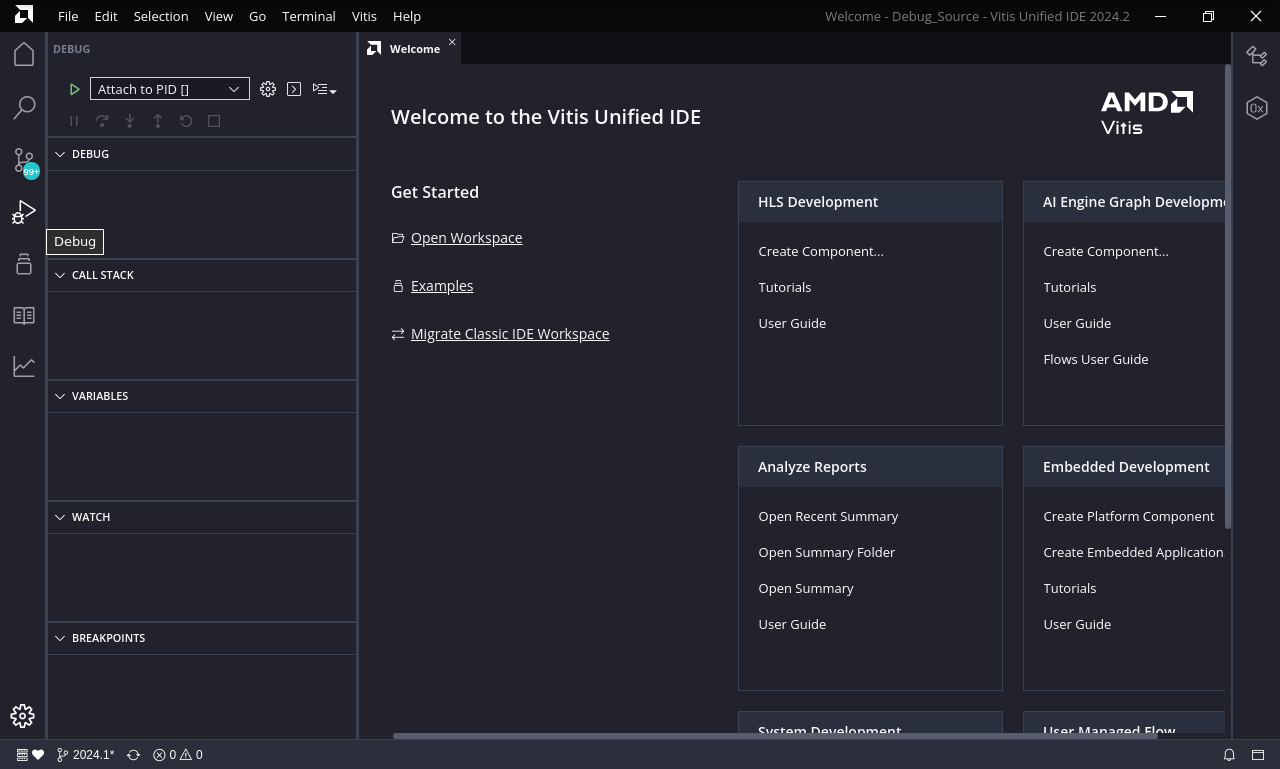 File Edit Selection View Go Terminal Vitis Help
Welcome - Debug_Source - Vitis Unified IDE 2024.2
DEBUG
Welcome
Attach to PID []
99+
DEBUG
Debug
CALL STACK
VARIABLES
WATCH
BREAKPOINTS
Welcome to the Vitis Unified IDE
AMD
Vitis
Get Started
Open Workspace
Examples
Migrate Classic IDE Workspace
HLS Development
Create Component...
Tutorials
User Guide
AI Engine Graph Developme
Create Component...
Tutorials
User Guide
Flows User Guide
Analyze Reports
Open Recent Summary
Open Summary Folder
Open Summary
User Guide
Embedded Development
Create Platform Component
Create Embedded Application
Tutorials
User Guide
System Development
User Managed Flow
0x
2024.1* 0 0